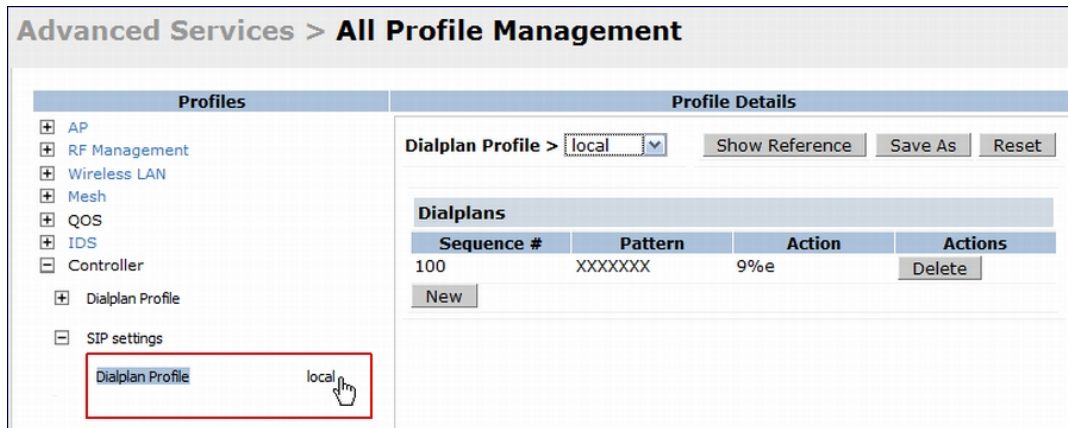 Advanced Services > All Profile Management
Profiles
AP
RF Management
Wireless LAN
Mesh
QOS
IDS
Controller
Dialplan Profile
SIP settings
Dialplan Profile local
Profile Details
Dialplan Profile > local Show Reference Save As Reset
Dialplans
Sequence # Pattern Action Actions
100 XXXXXXX 9%e Delete
New